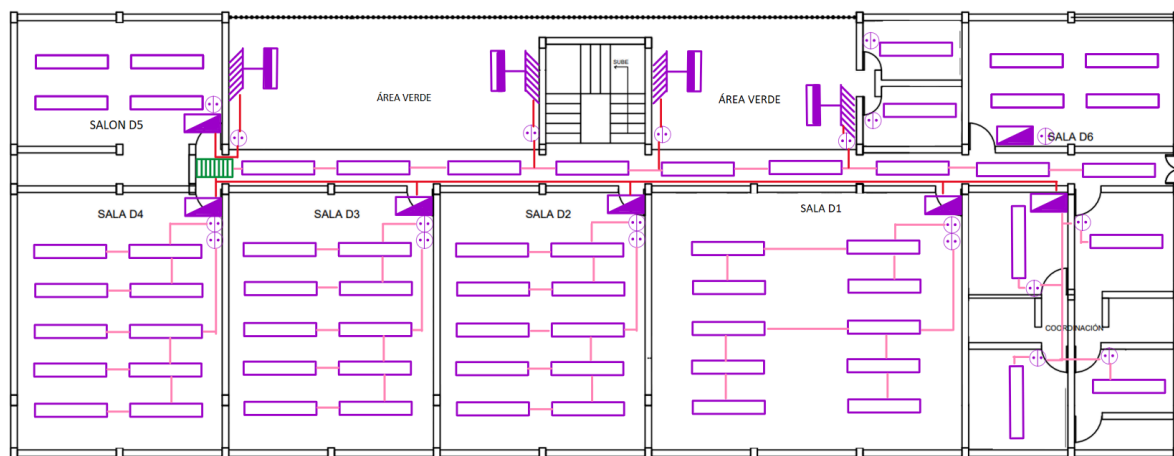 SUBE
ÁREA VERDE
ÁREA VERDE
SALON D5
SALA D6
SALA D4
SALA D3
SALA D2
SALA D1
COORDINACIÓN